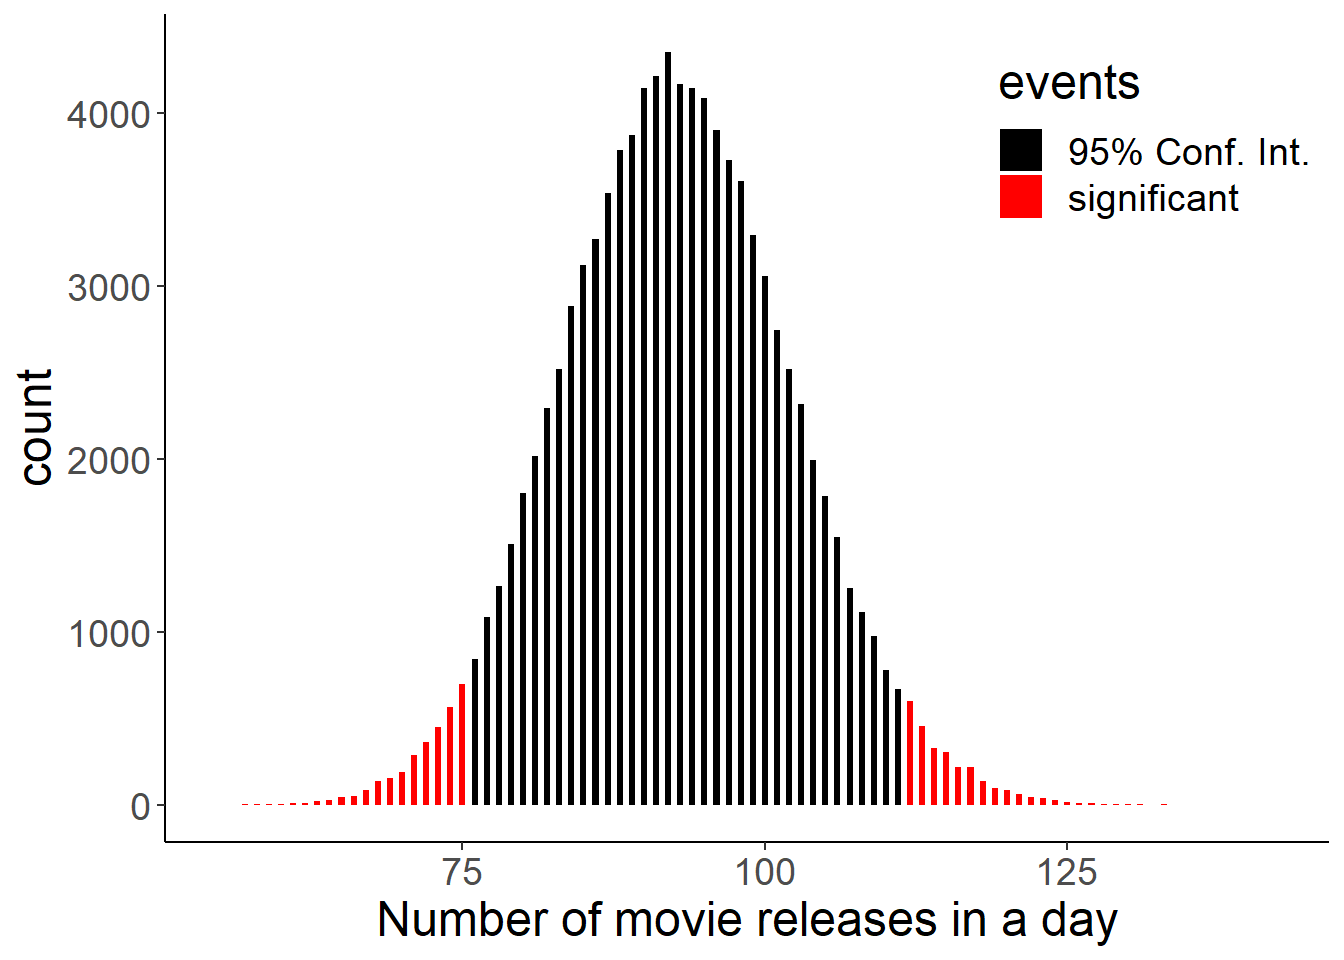 events
95% Conf. Int.
significant
4000
3000
2000
1000
0
count
75 100 125
Number of movie releases in a day